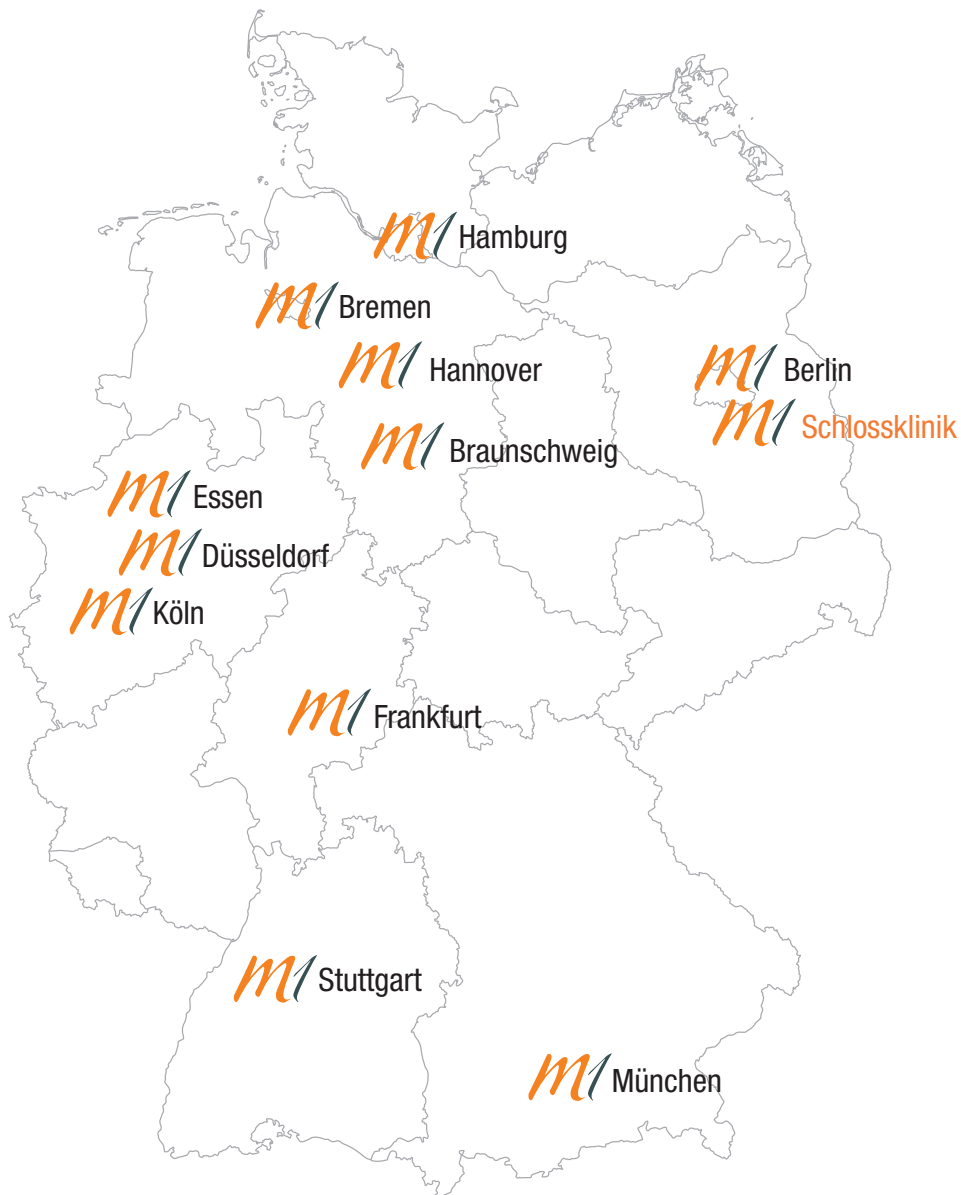 M1 Hamburg
M1 Bremen
M1 Hannover
M1 Berlin
M1 Schlossklinik
M1 Braunschweig
M1 Essen
M1 Düsseldorf
M1 Köln
M1 Frankfurt
M1 Stuttgart
M1 München